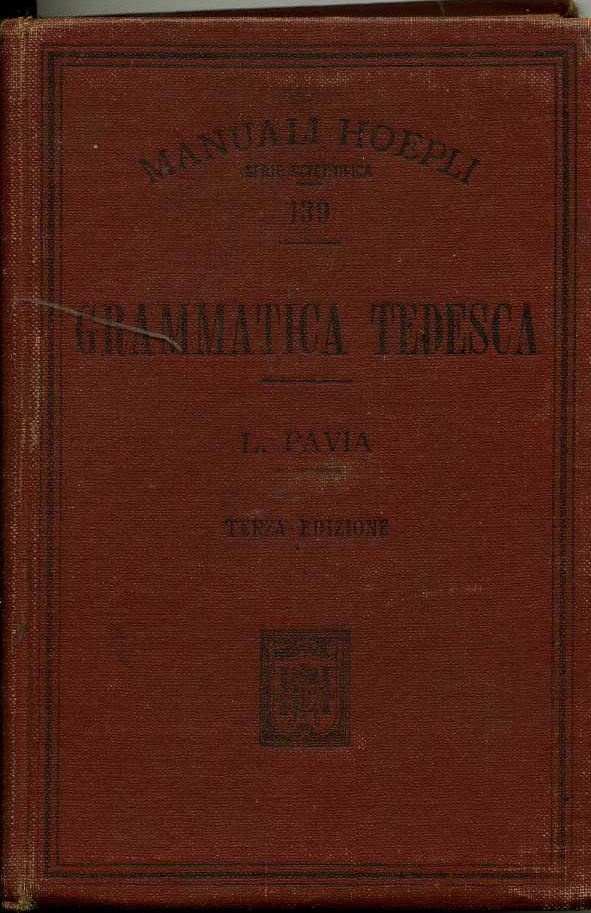 MANUALI HOEPLI
SERIE SCIENTIFICA
139
GRAMMATICA TEDESCA
L. PAVIA
TERZA EDIZIONE